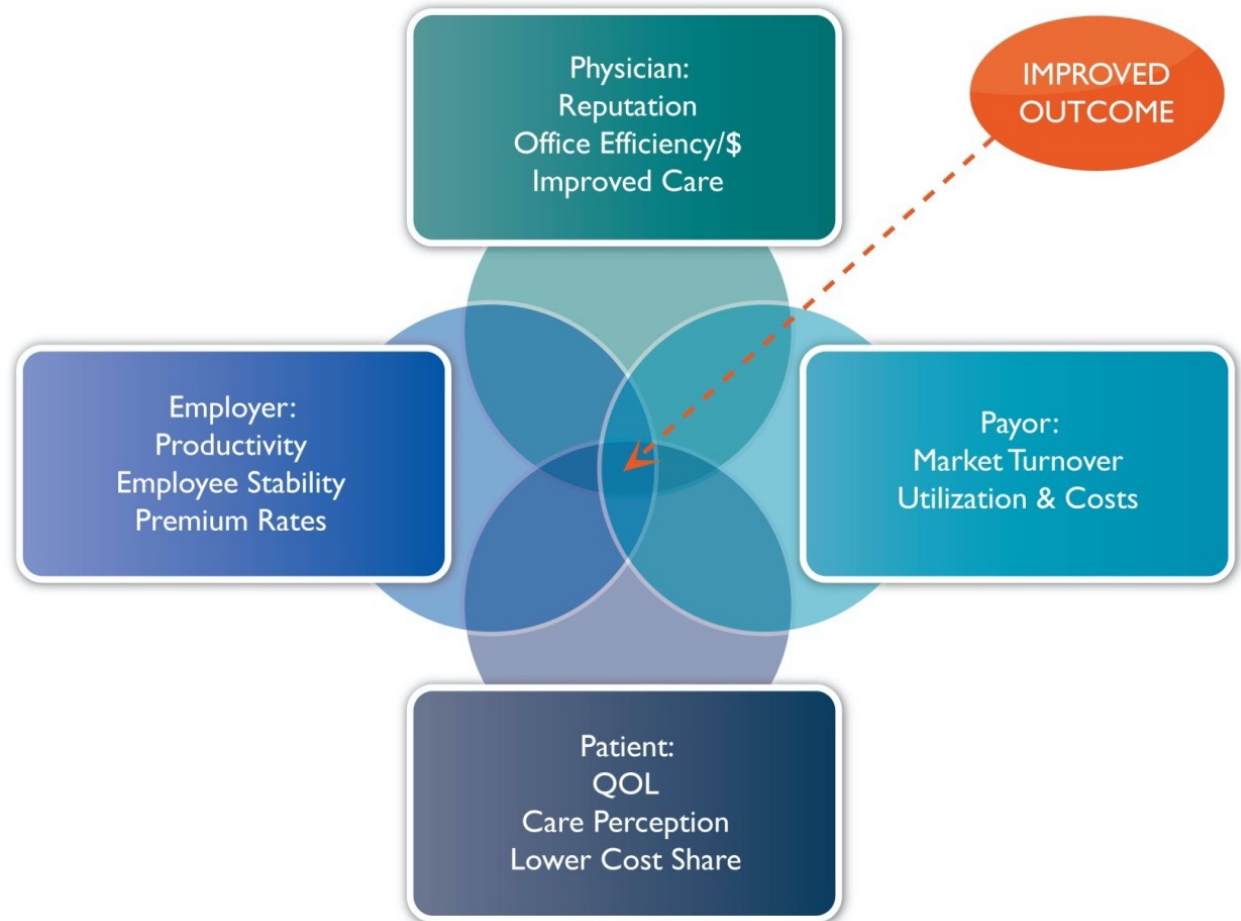 Physician:
Reputation
Office Efficiency/$
Improved Care
IMPROVED
OUTCOME
Employer:
Productivity
Employee Stability
Premium Rates
Payor:
Market Turnover
Utilization & Costs
Patient:
QOL
Care Perception
Lower Cost Share